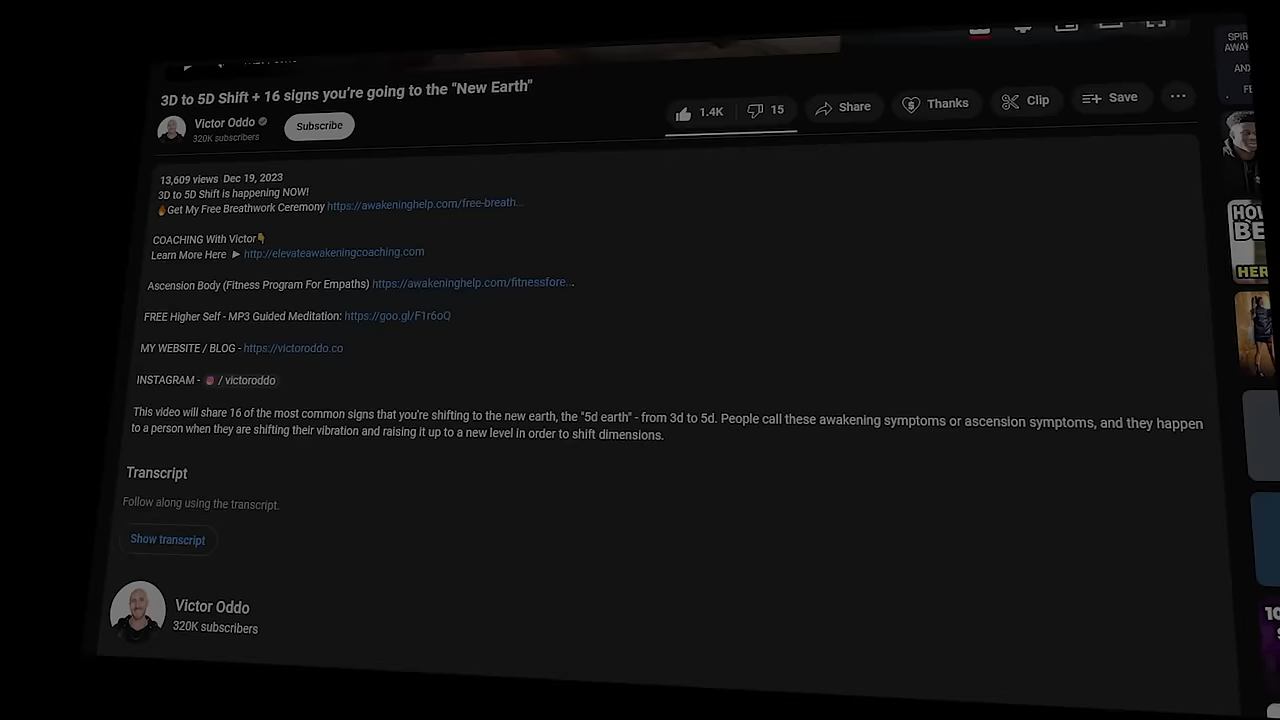 3D to 5D Shift + 16 signs you're going to the “New Earth”
Victor Oddo
320K subscribers
Subscribe
1.4K
15
Share
Thanks
Clip
Save
13,609 views Dec 19, 2023
3D to 5D Shift is happening NOW!
🔥Get My Free Breathwork Ceremony https://awakeninghelp.com/free-breath...
COACHING With Victor👇
Learn More Here ► http://elevateawakeningcoaching.com
Ascension Body (Fitness Program For Empaths) https://awakeninghelp.com/fitnessfore...
FREE Higher Self - MP3 Guided Meditation: https://goo.gl/F1r6oQ
MY WEBSITE / BLOG - https://victoroddo.co
INSTAGRAM - / victoroddo
This video will share 16 of the most common signs that you're shifting to the new earth, the "5d earth" - from 3d to 5d. People call these awakening symptoms or ascension symptoms, and they happen
to a person when they are shifting their vibration and raising it up to a new level in order to shift dimensions.
Transcript
Follow along using the transcript.
Show transcript
Victor Oddo
320K subscribers
HOW
BE
HER